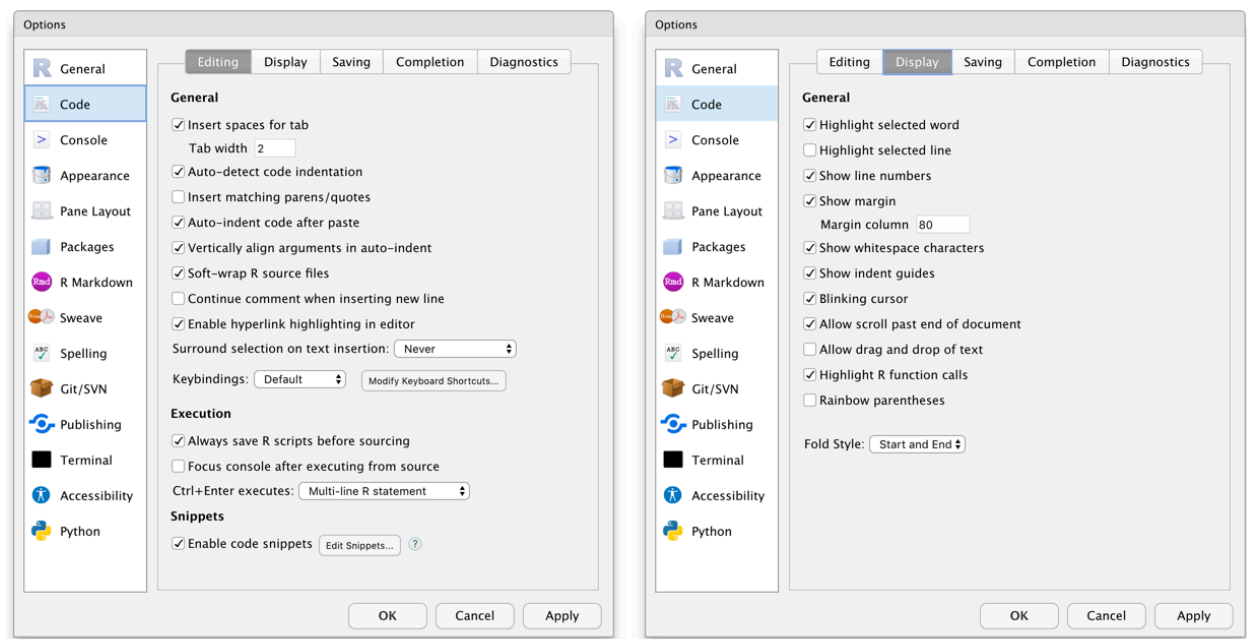 Options
General
Code
Console
Appearance
Pane Layout
Packages
Rmd R Markdown
Sweave
ABC Spelling
Git/SVN
Publishing
Terminal
Accessibility
Python
Editing Display Saving Completion Diagnostics
General
Insert spaces for tab
Tab width 2
Auto-detect code indentation
Insert matching parens/quotes
Auto-indent code after paste
Vertically align arguments in auto-indent
Soft-wrap R source files
Continue comment when inserting new line
Enable hyperlink highlighting in editor
Surround selection on text insertion: Never
Keybindings: Default Modify Keyboard Shortcuts...
Execution
Always save R scripts before sourcing
Focus console after executing from source
Ctrl+Enter executes: Multi-line R statement
Snippets
Enable code snippets Edit Snippets... ?
OK Cancel Apply
Options
General
Code
Console
Appearance
Pane Layout
Packages
Rmd R Markdown
Sweave
ABC Spelling
Git/SVN
Publishing
Terminal
Accessibility
Python
Editing Display Saving Completion Diagnostics
General
Highlight selected word
Highlight selected line
Show line numbers
Show margin
Margin column 80
Show whitespace characters
Show indent guides
Blinking cursor
Allow scroll past end of document
Allow drag and drop of text
Highlight R function calls
Rainbow parentheses
Fold Style: Start and End
OK Cancel Apply